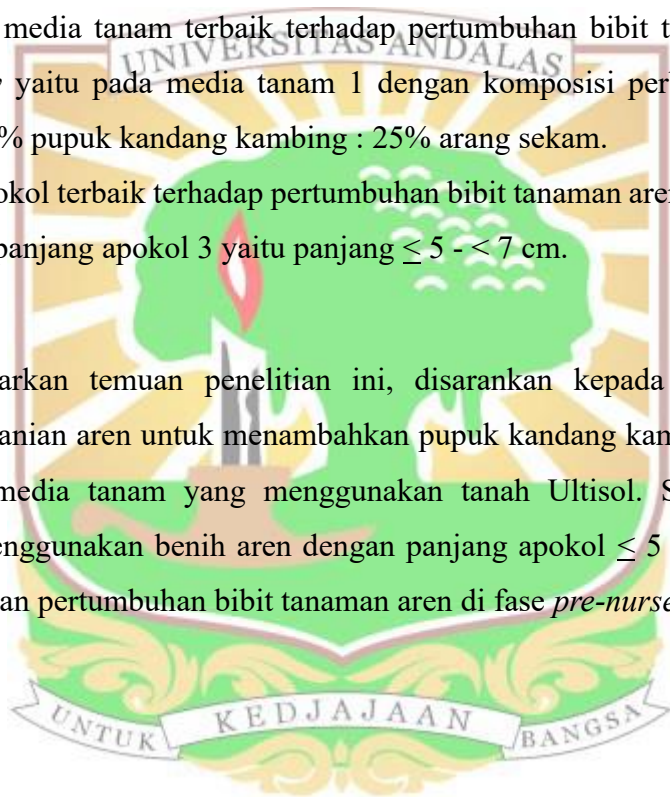 media tanam terbaik terhadap pertumbuhan bibit t
UNIVERSITAS ANDALAS
yaitu pada media tanam 1 dengan komposisi per
% pupuk kandang kambing : 25% arang sekam.
okol terbaik terhadap pertumbuhan bibit tanaman aren
panjang apokol 3 yaitu panjang ≤ 5 - < 7 cm.
arkan temuan penelitian ini, disarankan kepada
anian aren untuk menambahkan pupuk kandang kam
media tanam yang menggunakan tanah Ultisol. S
enggunakan benih aren dengan panjang apokol ≤ 5
an pertumbuhan bibit tanaman aren di fase pre-nurse
UNTUK KEDJAJAAN BANGSA